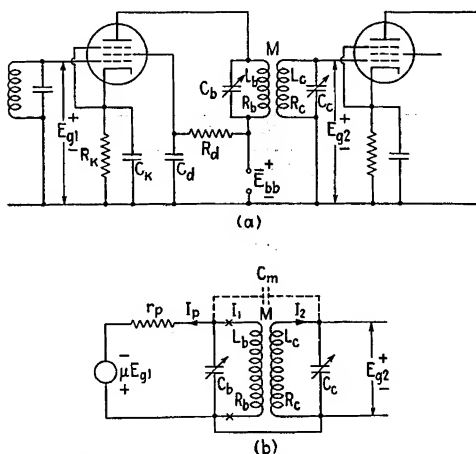 M
C_b
L_b
R_b
L_c
R_c
C_c
E_g1
+
−
R_K
C_K
C_d
R_d
+
E_bb
−
E_g2
+
−
(a)
C_m
r_p
I_p
I_1
M
I_2
−
μE_g1
+
C_b
L_b
R_b
L_c
R_c
C_c
+
E_g2
−
(b)